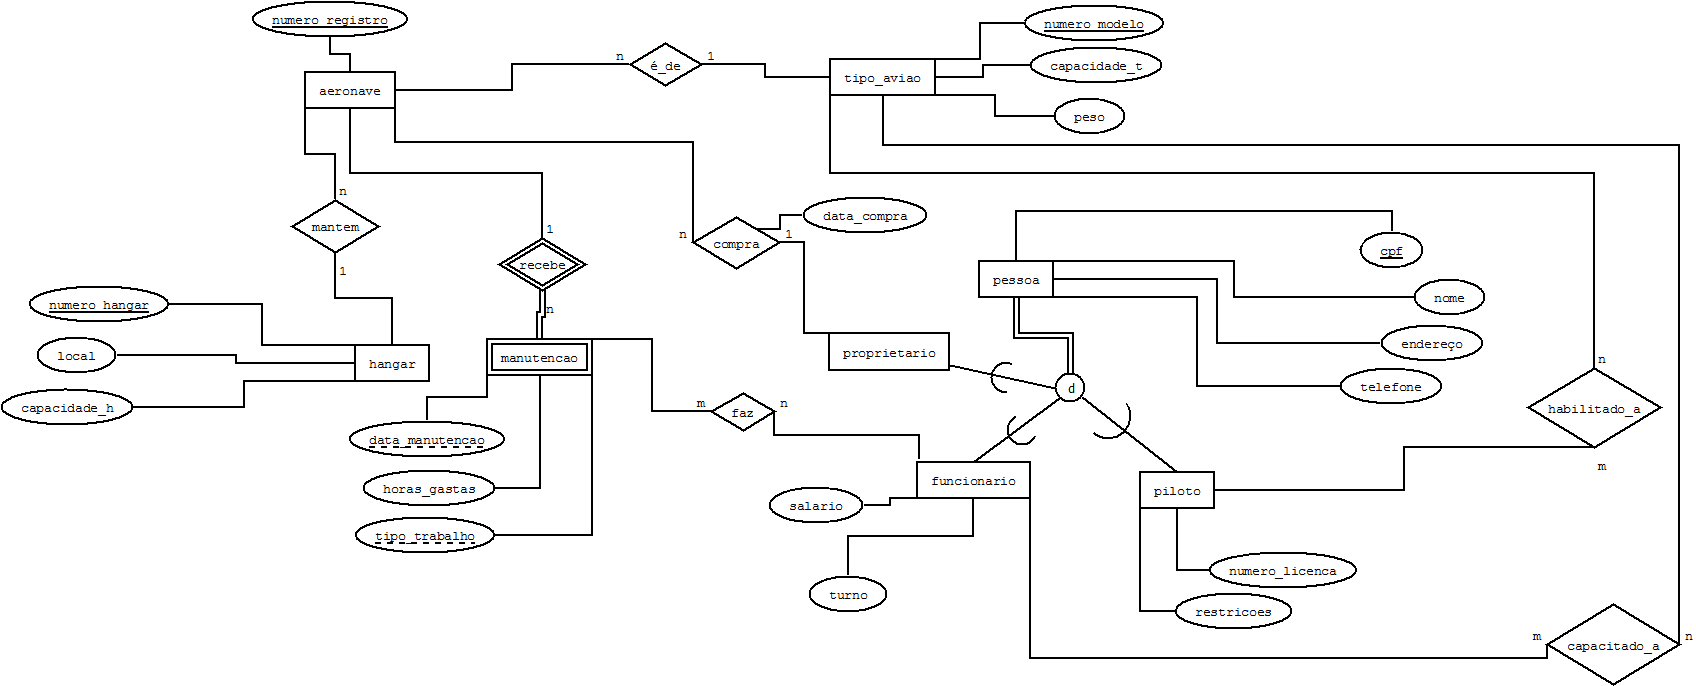 numero_registro
numero_modelo
n
é_de
1
tipo_aviao
capacidade_t
aeronave
peso
n
mantem
1
1
recebe
n
n
compra
1
data_compra
cpf
pessoa
nome
numero_hangar
local
capacidade_h
hangar
manutencao
proprietario
endereço
telefone
d
n
habilitado_a
m
m
faz
n
data_manutencao
horas_gastas
tipo_trabalho
funcionario
piloto
salario
turno
numero_licenca
restricoes
m
capacitado_a
n